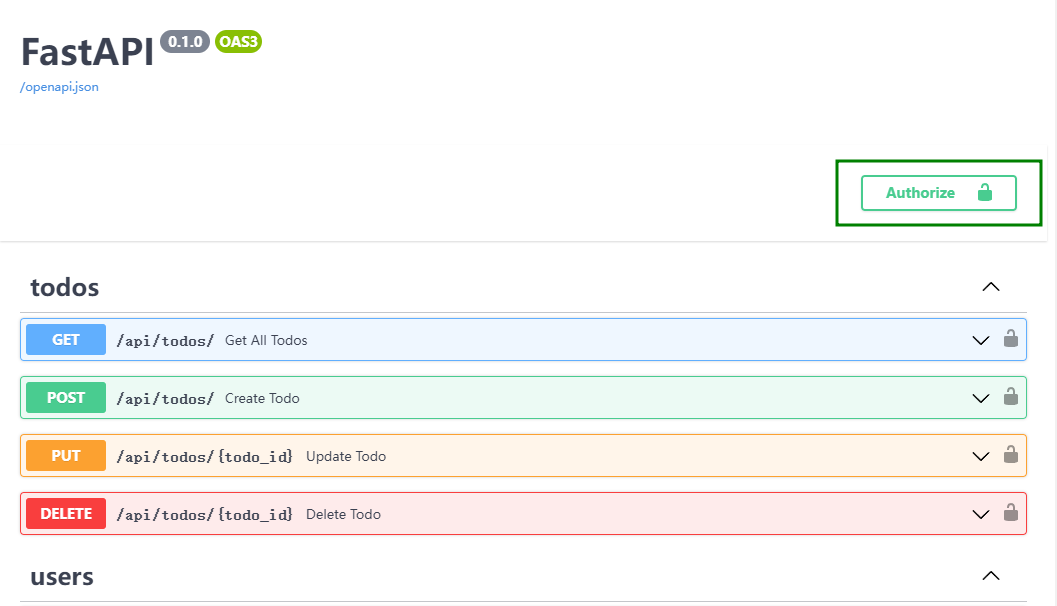 FastAPI 0.1.0 OAS3
/openapi.json
Authorize
todos
GET /api/todos/ Get All Todos
POST /api/todos/ Create Todo
PUT /api/todos/{todo_id} Update Todo
DELETE /api/todos/{todo_id} Delete Todo
users